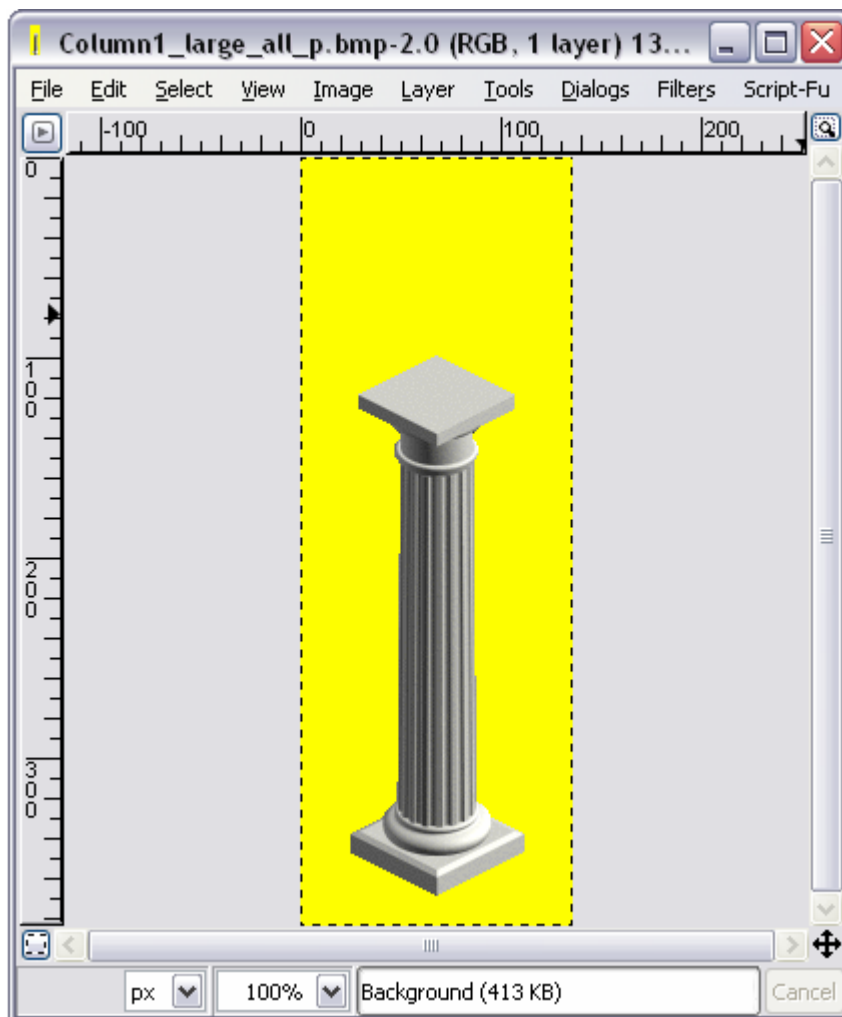 Column1_large_all_p.bmp-2.0 (RGB, 1 layer) 13...
File Edit Select View Image Layer Tools Dialogs Filters Script-Fu
-100 0 100 200
0
100
200
300
px 100% Background (413 KB) Cancel